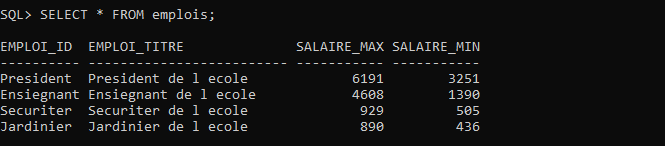 SQL> SELECT * FROM emplois;
EMPLOI_ID  EMPLOI_TITRE              SALAIRE_MAX SALAIRE_MIN
---------- ------------------------- ----------- -----------
President  President de l ecole             6191        3251
Ensiegnant Ensiegnant de l ecole            4608        1390
Securiter  Securiter de l ecole              929         505
Jardinier  Jardinier de l ecole              890         436